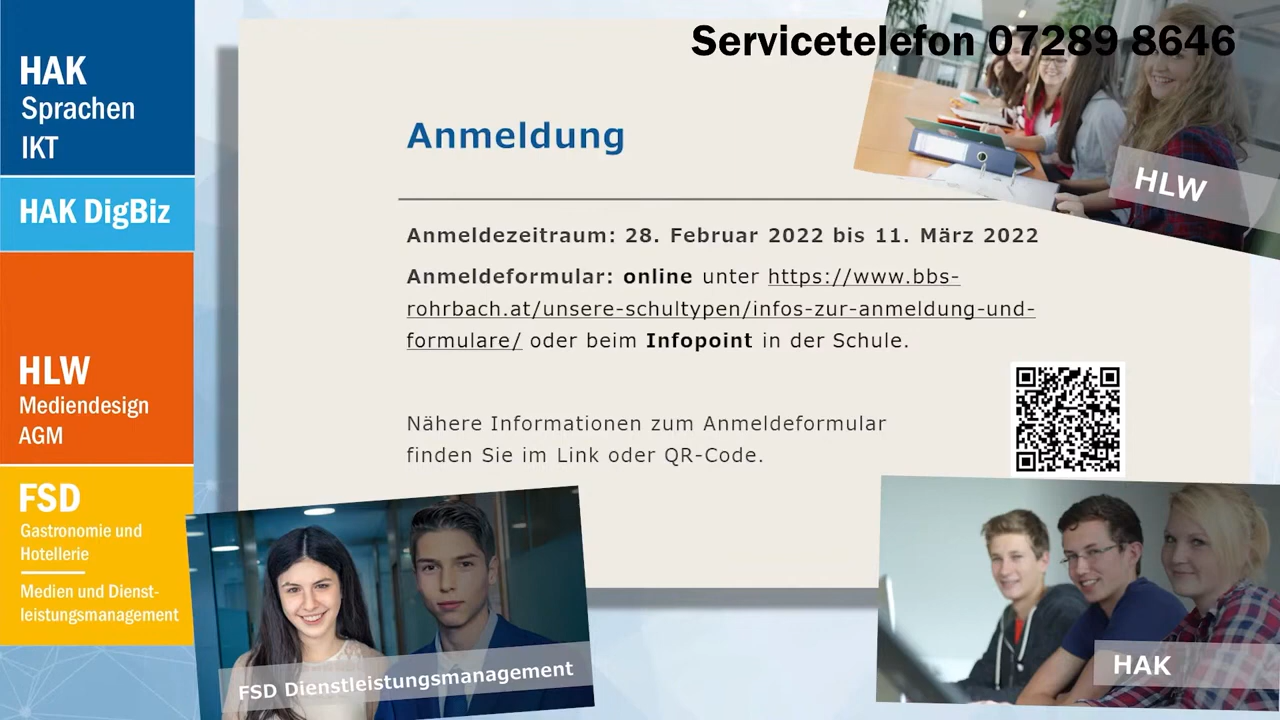 Servicetelefon 07289 8646
HAK
Sprachen
IKT
HAK DigBiz
HLW
Mediendesign
AGM
FSD
Gastronomie und
Hotellerie
Medien und Dienst-
leistungsmanagement
Anmeldung
HLW
Anmeldezeitraum: 28. Februar 2022 bis 11. März 2022
Anmeldeformular: online unter https://www.bbs-
rohrbach.at/unsere-schultypen/infos-zur-anmeldung-und-
formulare/ oder beim Infopoint in der Schule.
Nähere Informationen zum Anmeldeformular
finden Sie im Link oder QR-Code.
FSD Dienstleistungsmanagement
HAK